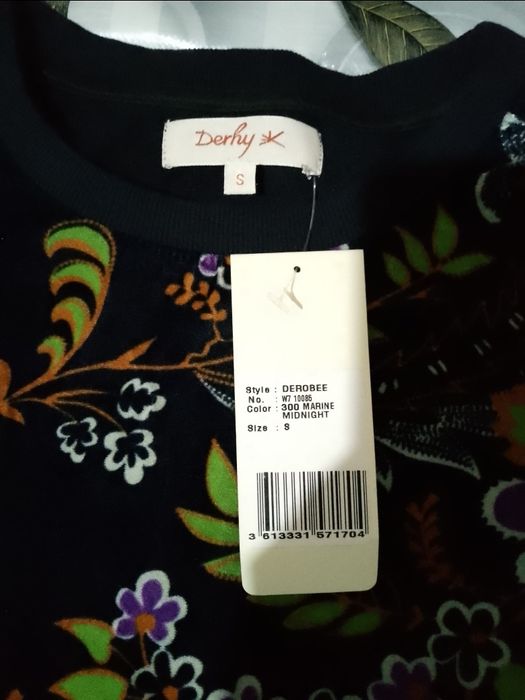 Derhy
S
Style : DEROBEE
No. : W7 10085
Color : 300 MARINE
MIDNIGHT
Size : S
3 613331 571704